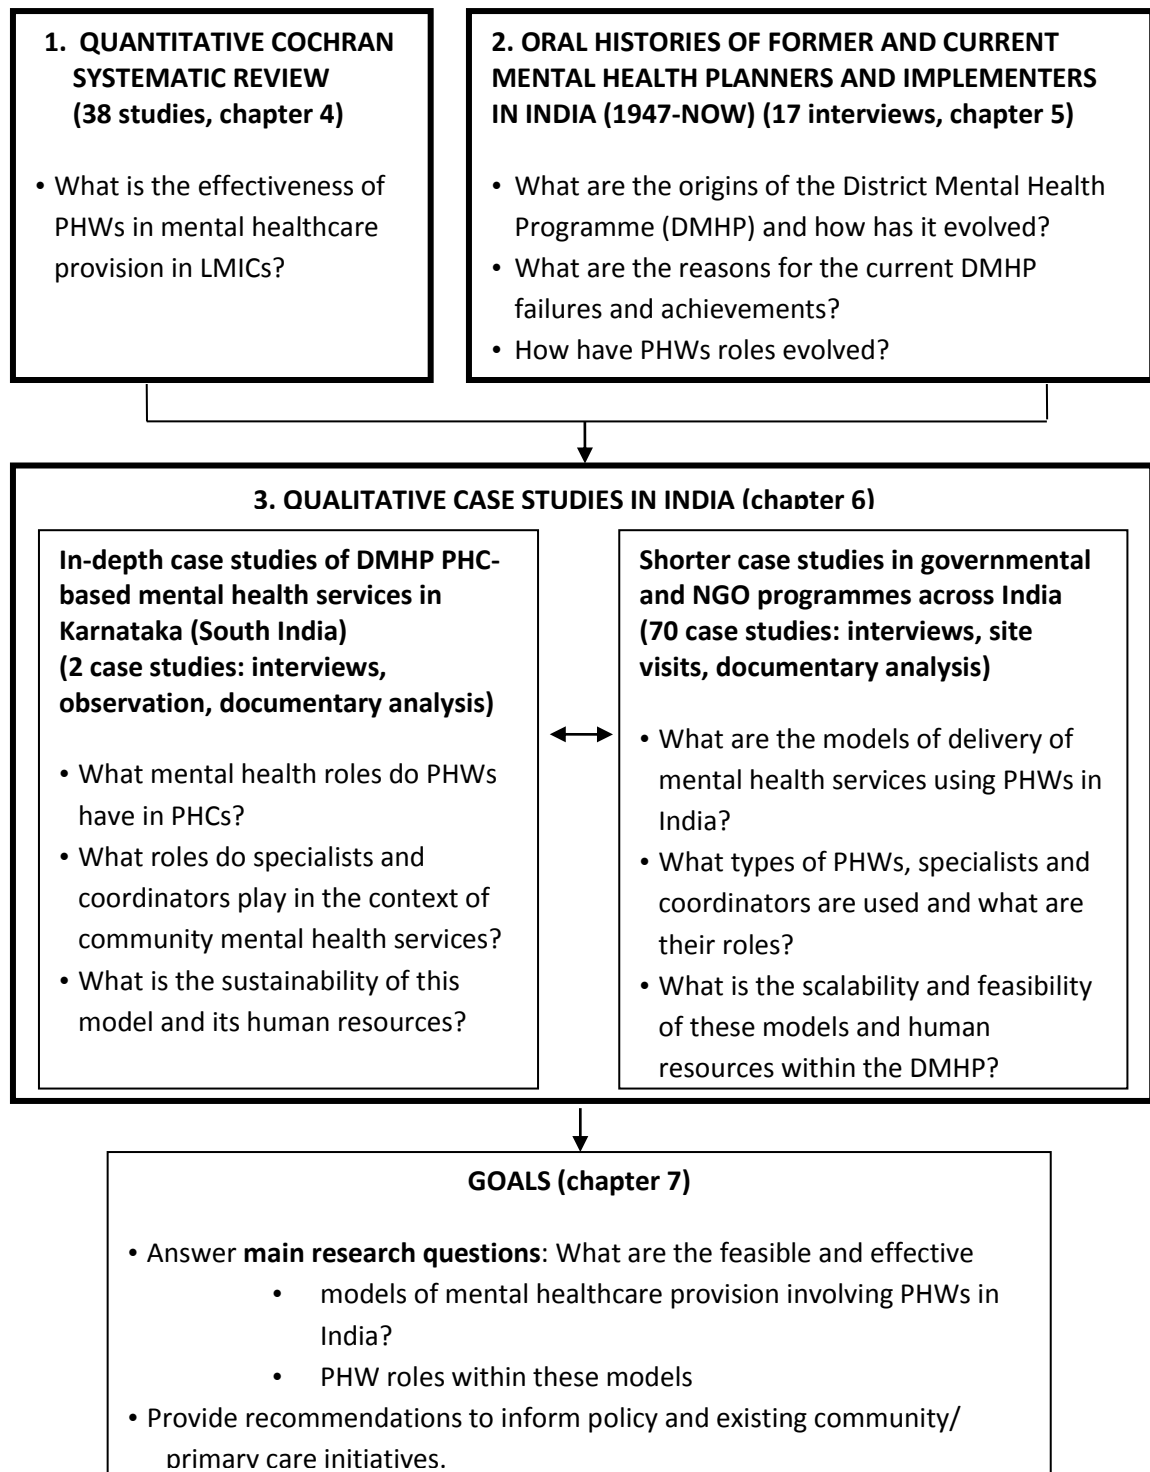 1. QUANTITATIVE COCHRAN
SYSTEMATIC REVIEW
(38 studies, chapter 4)
• What is the effectiveness of
PHWs in mental healthcare
provision in LMICs?
2. ORAL HISTORIES OF FORMER AND CURRENT
MENTAL HEALTH PLANNERS AND IMPLEMENTERS
IN INDIA (1947-NOW) (17 interviews, chapter 5)
• What are the origins of the District Mental Health
Programme (DMHP) and how has it evolved?
• What are the reasons for the current DMHP
failures and achievements?
• How have PHWs roles evolved?
3. QUALITATIVE CASE STUDIES IN INDIA (chapter 6)
In-depth case studies of DMHP PHC-
based mental health services in
Karnataka (South India)
(2 case studies: interviews,
observation, documentary analysis)
• What mental health roles do PHWs
have in PHCs?
• What roles do specialists and
coordinators play in the context of
community mental health services?
• What is the sustainability of this
model and its human resources?
Shorter case studies in governmental
and NGO programmes across India
(70 case studies: interviews, site
visits, documentary analysis)
• What are the models of delivery of
mental health services using PHWs in
India?
• What types of PHWs, specialists and
coordinators are used and what are
their roles?
• What is the scalability and feasibility
of these models and human
resources within the DMHP?
GOALS (chapter 7)
• Answer main research questions: What are the feasible and effective
• models of mental healthcare provision involving PHWs in
India?
• PHW roles within these models
• Provide recommendations to inform policy and existing community/
primary care initiatives.